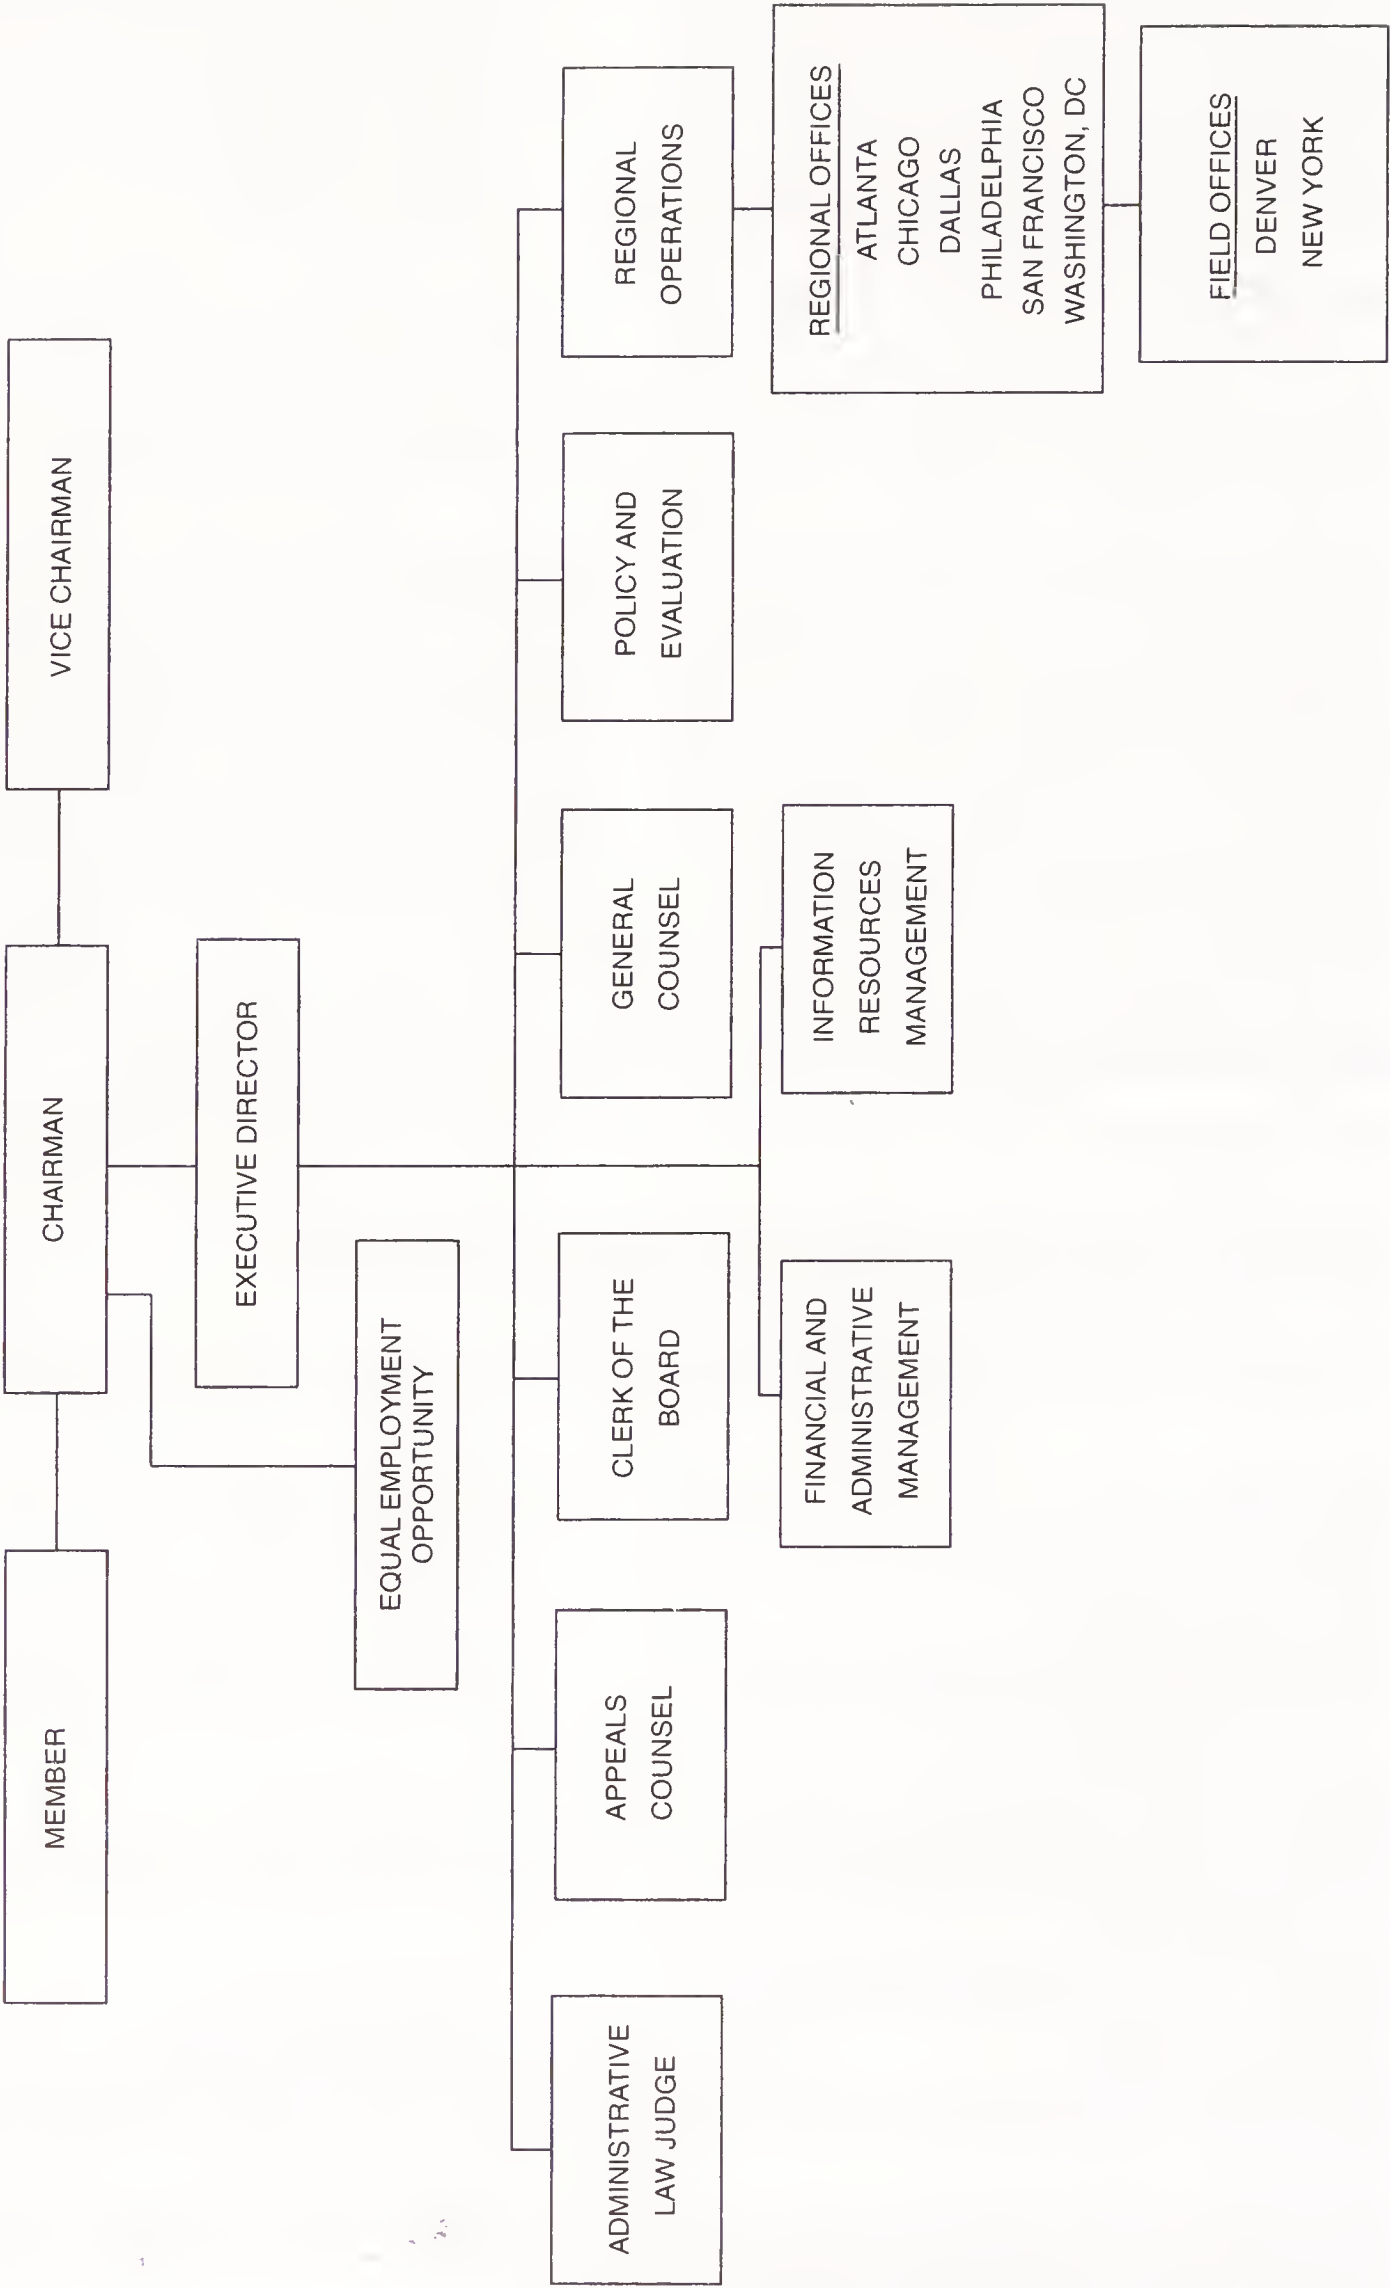 MEMBER
CHAIRMAN
VICE CHAIRMAN
EXECUTIVE DIRECTOR
EQUAL EMPLOYMENT
OPPORTUNITY
ADMINISTRATIVE
LAW JUDGE
APPEALS
COUNSEL
CLERK OF THE
BOARD
GENERAL
COUNSEL
POLICY AND
EVALUATION
REGIONAL
OPERATIONS
FINANCIAL AND
ADMINISTRATIVE
MANAGEMENT
INFORMATION
RESOURCES
MANAGEMENT
REGIONAL OFFICES
ATLANTA
CHICAGO
DALLAS
PHILADELPHIA
SAN FRANCISCO
WASHINGTON, DC
FIELD OFFICES
DENVER
NEW YORK